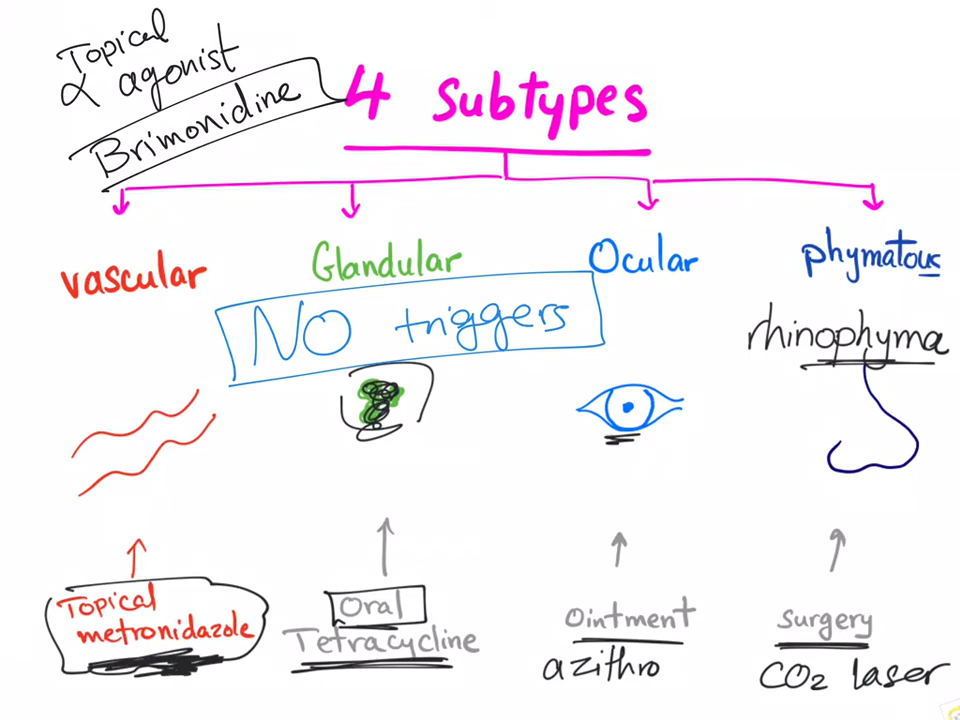 Topical
α agonist
Brimonidine
4 subtypes
vascular
Glandular
Ocular
phymatous
NO triggers
rhinophyma
Topical
metronidazole
Oral
Tetracycline
Ointment
azithro
surgery
CO₂ laser